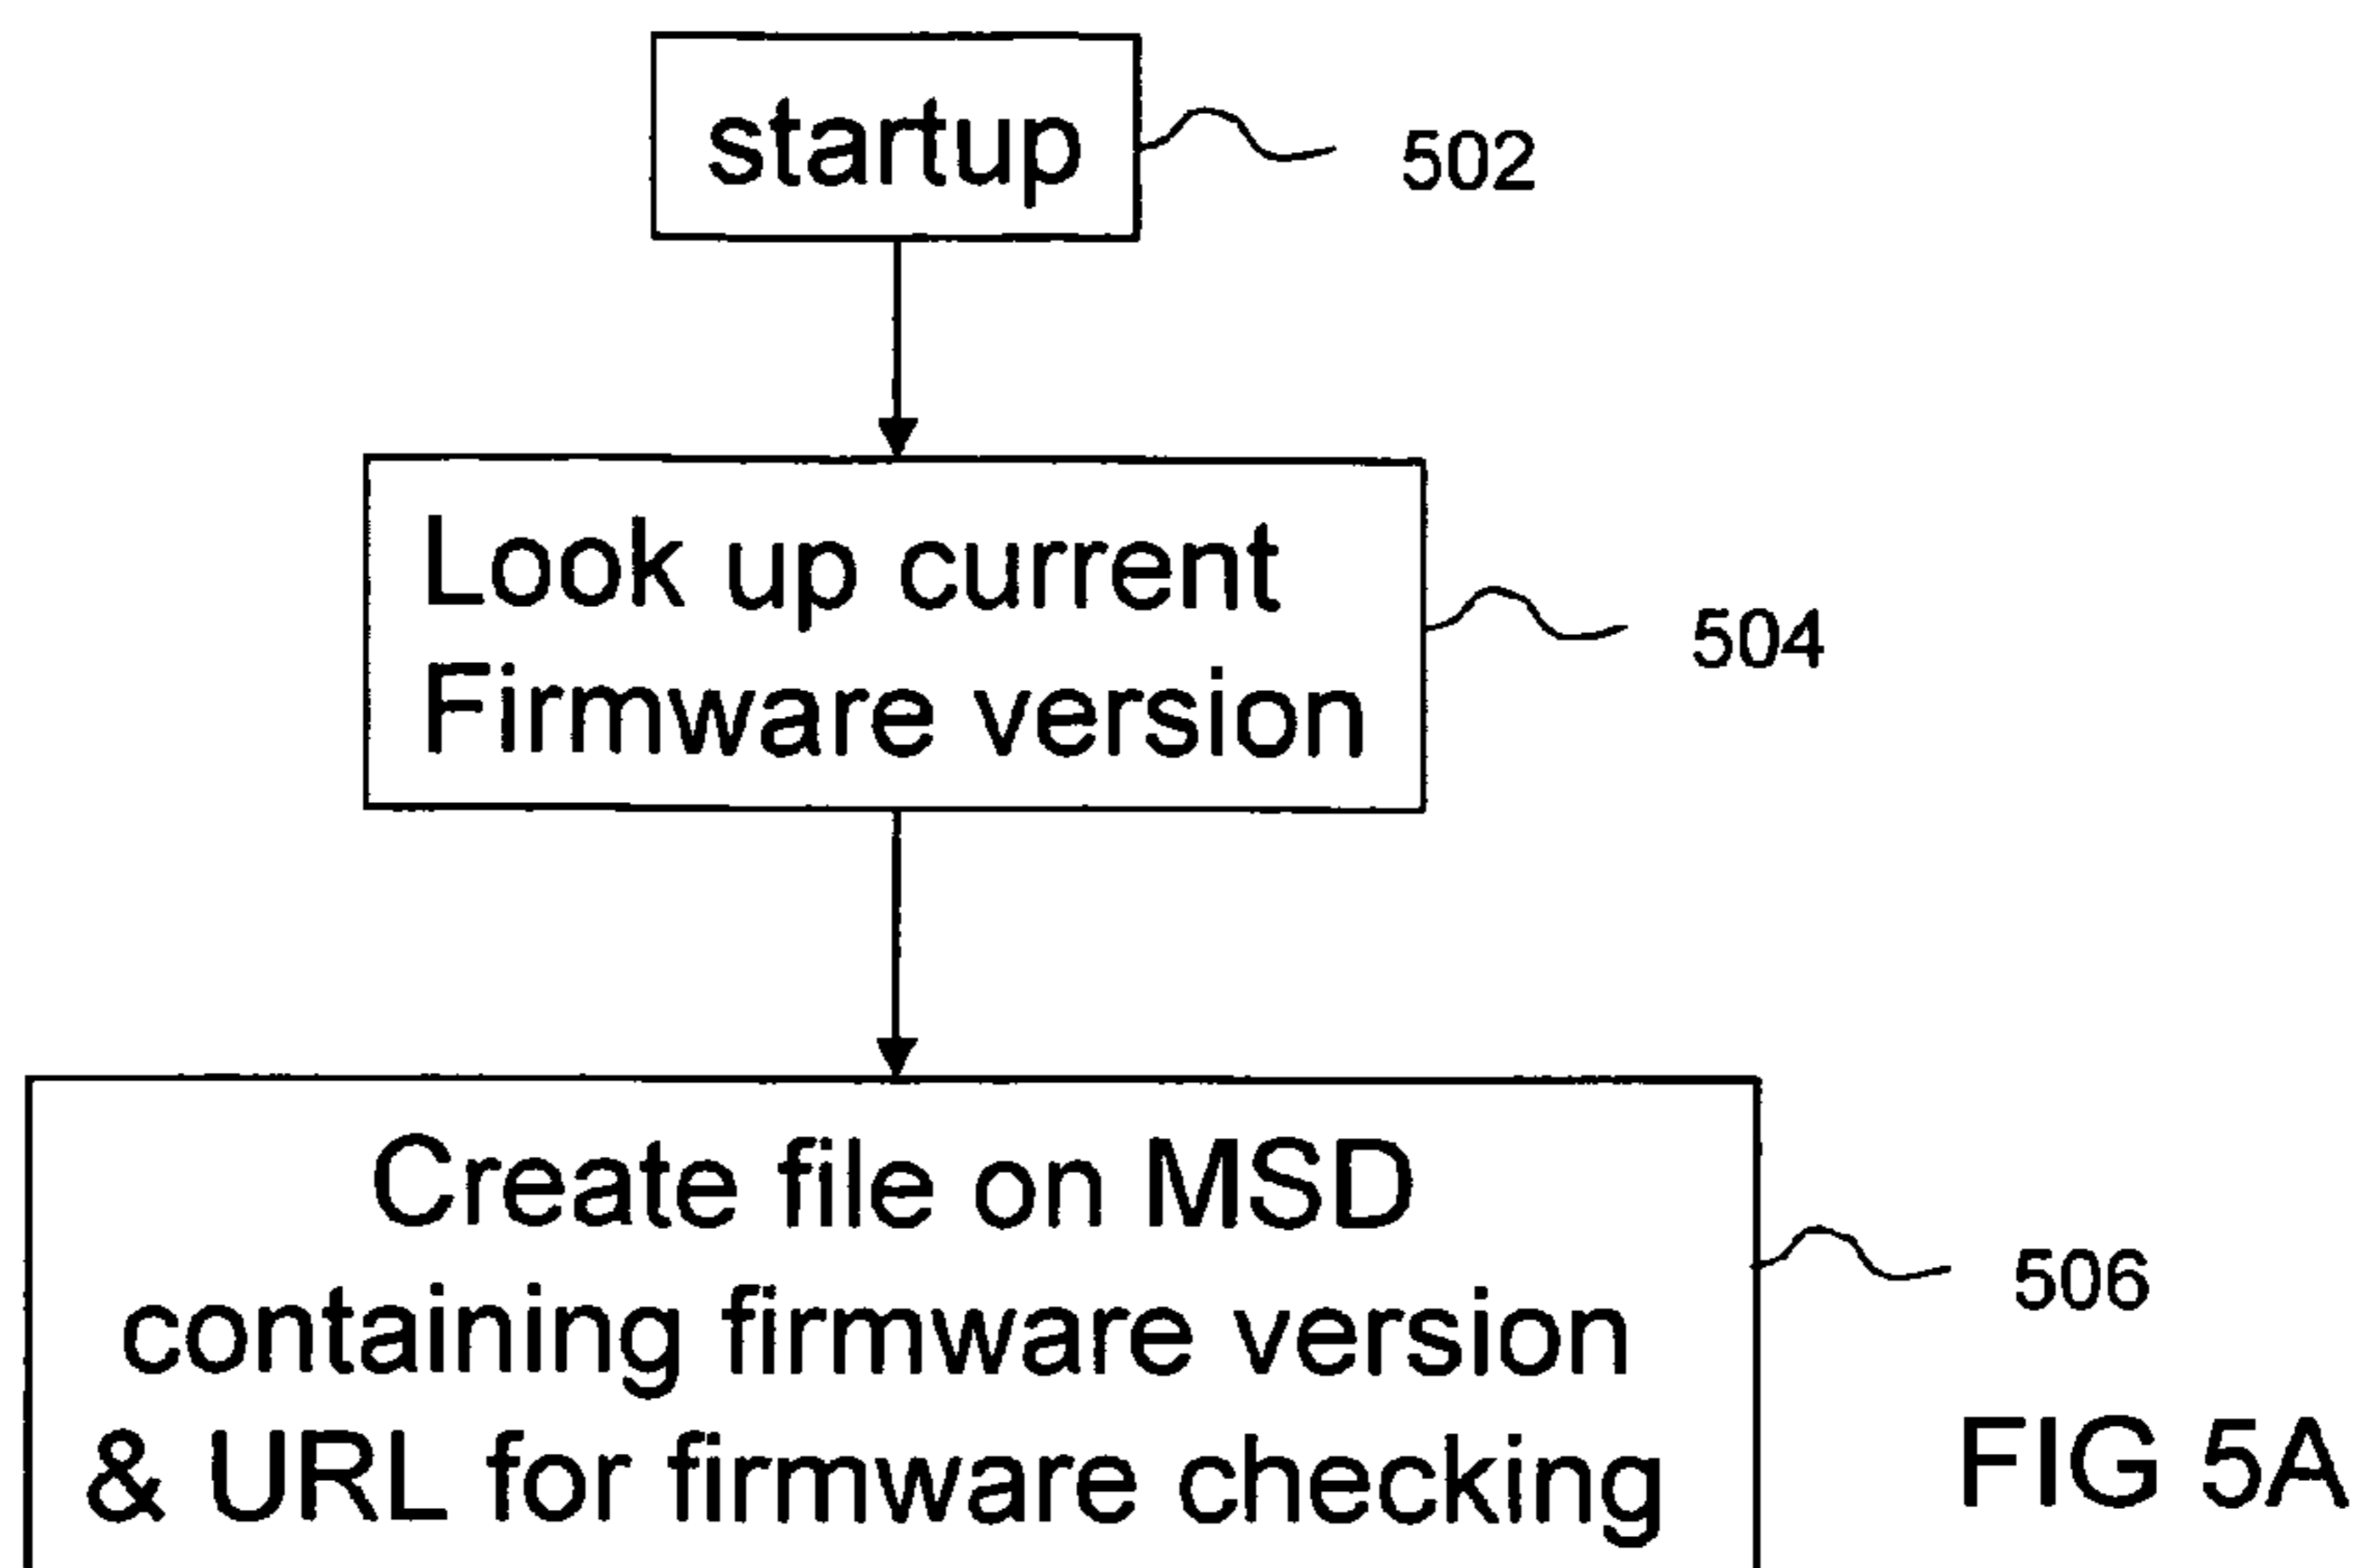 startup
502
Look up current
Firmware version
504
Create file on MSD
containing firmware version
& URL for firmware checking
506
FIG 5A